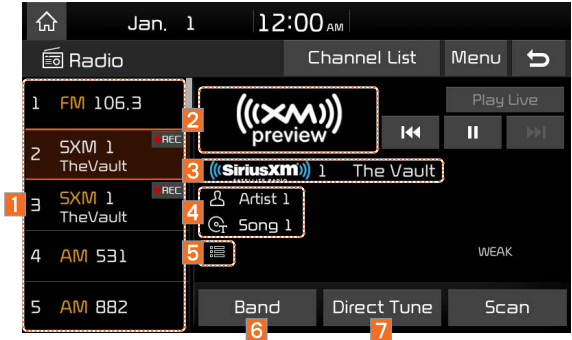 Jan. 1 12:00 AM
Radio Channel List Menu
1 FM 106.3
2 SXM 1 REC
TheVault
3 SXM 1 REC
TheVault
4 AM 531
5 AM 882
1
2
((XM))
preview
Play Live
3
((SiriusXM)) 1 The Vault
SATELLITE RADIO
4
Artist 1
Song 1
5
WEAK
Band Direct Tune Scan
6 7